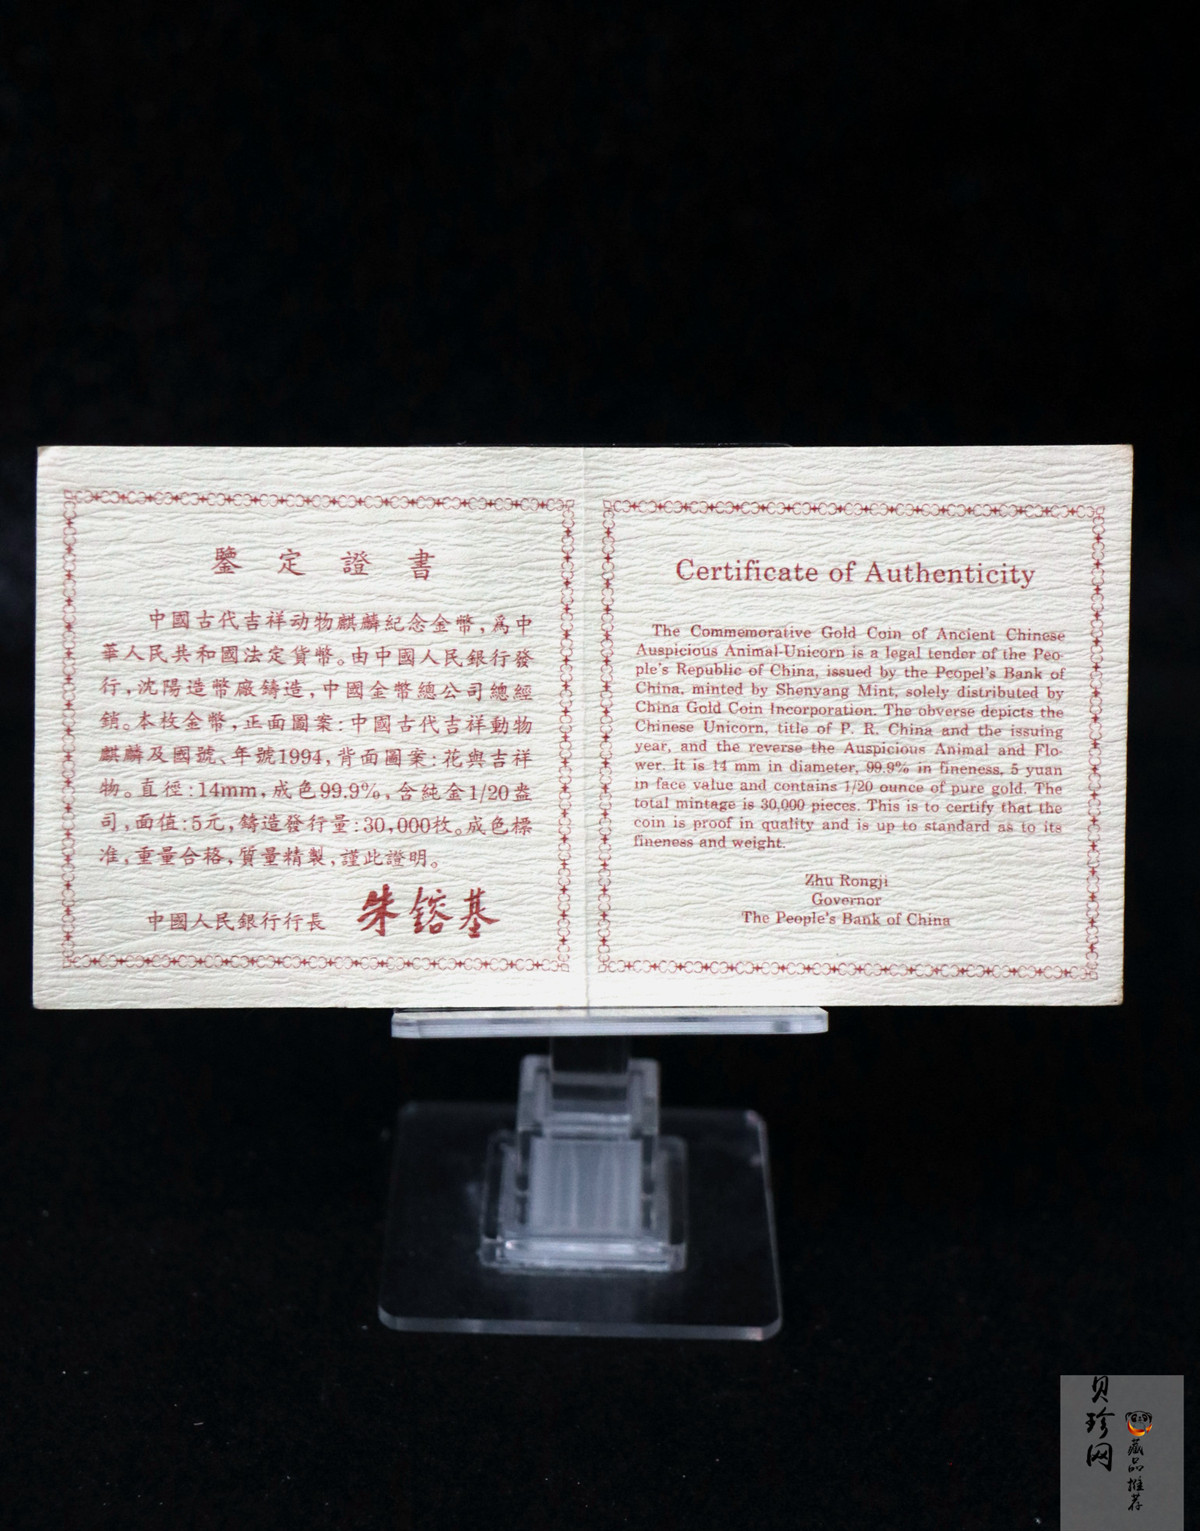 鑒定證書
中國古代吉祥动物麒麟紀念金幣，爲中
華人民共和國法定貨幣。由中國人民銀行發
行，沈陽造幣廠鑄造，中國金幣總公司總經
銷。本枚金幣，正面圖案：中國古代吉祥動物
麒麟及國號、年號1994，背面圖案：花與吉祥
物。直徑：14mm，成色99.9%，含純金1/20盎
司，面值：5元，鑄造發行量：30,000枚。成色標
准，重量合格，質量精製，謹此證明。
中國人民銀行行長 朱鎔基
Certificate of Authenticity
The Commemorative Gold Coin of Ancient Chinese
Auspicious Animal-Unicorn is a legal tender of the Peo-
ple's Republic of China, issued by the Pcopel's Bank of
China, minted by Shenyang Mint, solely distributed by
China Gold Coin Incorporation. The obverse depicts the
Chinese Unicorn, title of P. R. China and the issuing
year, and the reverse the Auspicious Animal and Flo-
wer. It is 14 mm in diameter, 99.9% in fineness, 5 yuan
in face value and contains 1/20 ounce of pure gold. The
total mintage is 30,000 pieces. This is to certify that the
coin is proof in quality and is up to standard as to its
fineness and weight.
Zhu Rongji
Governor
The People's Bank of China
贝珍网
藏品推荐